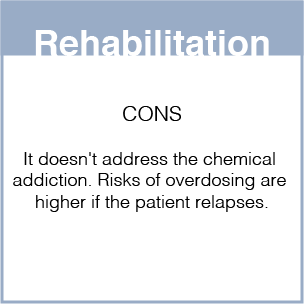 Rehabilitation
CONS
It doesn't address the chemical
addiction. Risks of overdosing are
higher if the patient relapses.